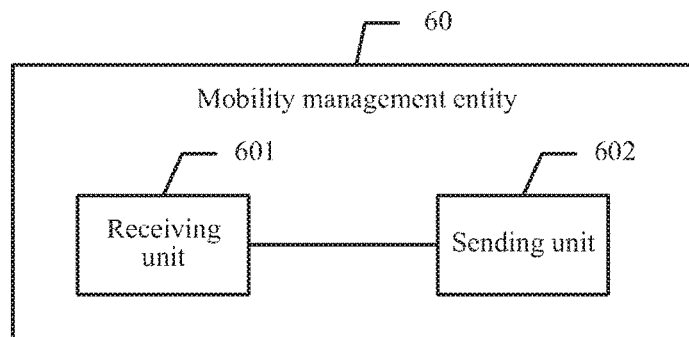 60
Mobility management entity
601
602
Receiving
unit
Sending unit